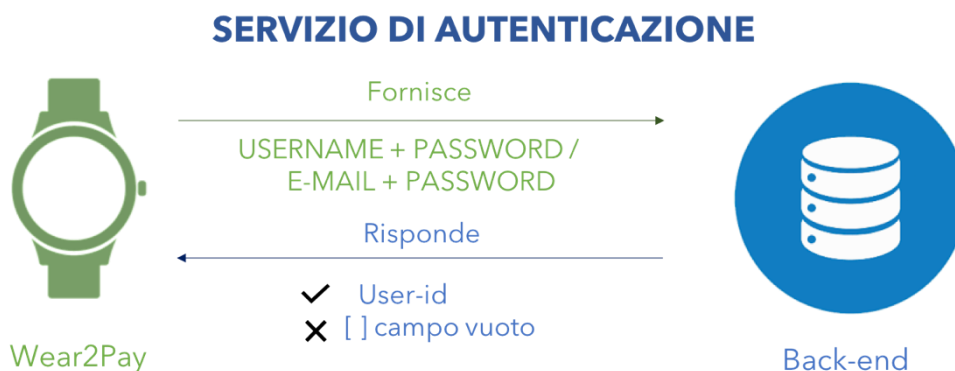 SERVIZIO DI AUTENTICAZIONE
Fornisce
USERNAME + PASSWORD /
E-MAIL + PASSWORD
Risponde
User-id
[ ] campo vuoto
Wear2Pay
Back-end